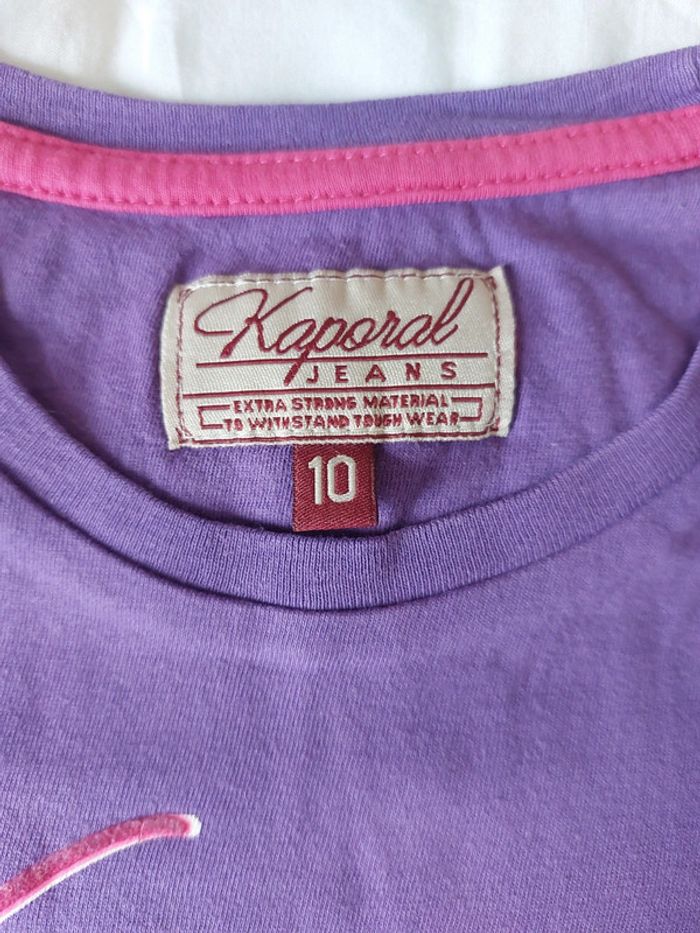 Kaporal
JEANS
EXTRA STRONG MATERIAL
TO WITHSTAND TOUGH WEAR
10